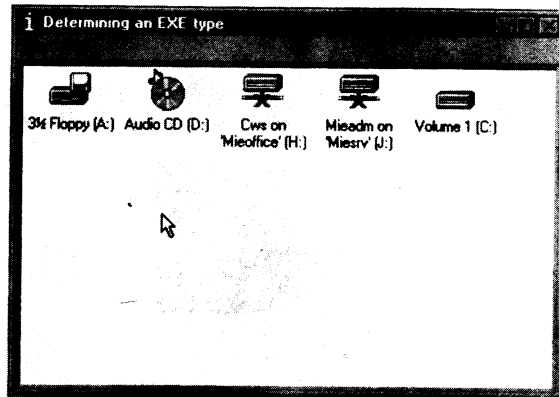 i Determining an EXE type
3½ Floppy (A:) Audio CD (D:) Cws on 'Mieoffice' (H:) Mieadm on 'Miesrv' (J:) Volume 1 (C:)